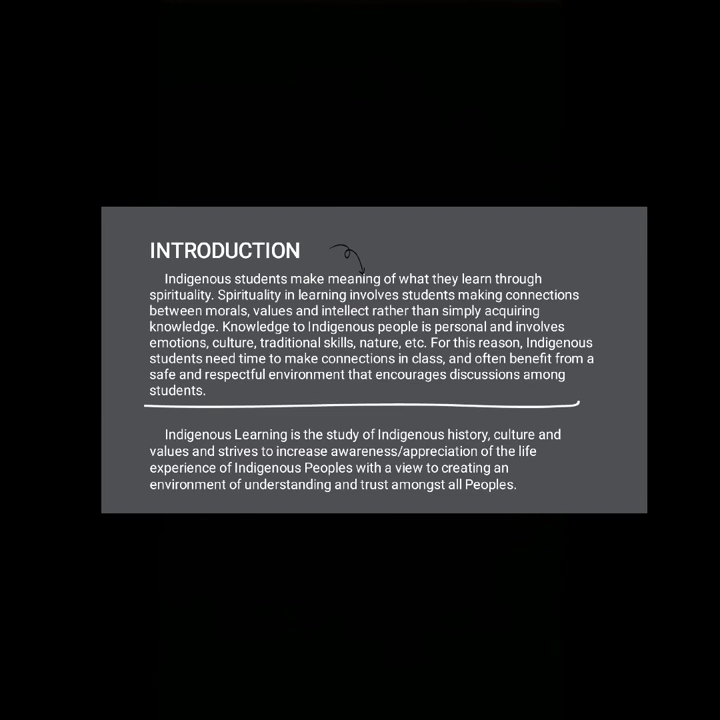 INTRODUCTION
Indigenous students make meaning of what they learn through
spirituality. Spirituality in learning involves students making connections
between morals, values and intellect rather than simply acquiring
knowledge. Knowledge to Indigenous people is personal and involves
emotions, culture, traditional skills, nature, etc. For this reason, Indigenous
students need time to make connections in class, and often benefit from a
safe and respectful environment that encourages discussions among
students.
Indigenous Learning is the study of Indigenous history, culture and
values and strives to increase awareness/appreciation of the life
experience of Indigenous Peoples with a view to creating an
environment of understanding and trust amongst all Peoples.